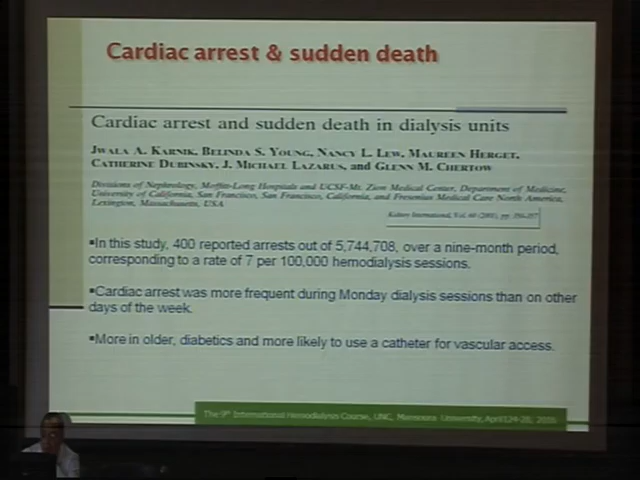 Cardiac arrest & sudden death
Cardiac arrest and sudden death in dialysis units
JWALA A. KARNIK, BELINDA S. YOUNG, NANCY L. LEW, MAUREEN HERGET,
CATHERINE DUBINSKY, J. MICHAEL LAZARUS, and GLENN M. CHERTOW
Divisions of Nephrology, Moffitt-Long Hospitals and UCSF-Mt. Zion Medical Center, Department of Medicine,
University of California, San Francisco, San Francisco, California, and Fresenius Medical Care North America,
Lexington, Massachusetts, USA
Kidney International, Vol. 60 (2001), pp.
▪In this study, 400 reported arrests out of 5,744,708, over a nine-month period,
corresponding to a rate of 7 per 100,000 hemodialysis sessions.
▪Cardiac arrest was more frequent during Monday dialysis sessions than on other
days of the week.
▪More in older, diabetics and more likely to use a catheter for vascular access.
The 9th International Hemodialysis Course, UNC, Mansoura University, April